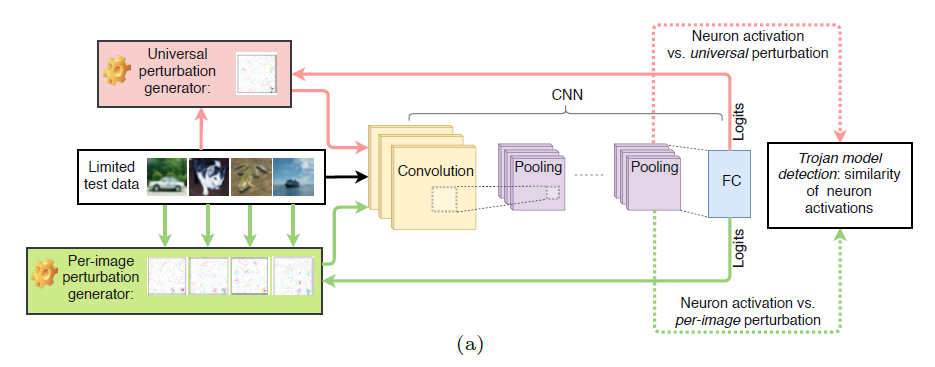 Universal
perturbation
generator:
Neuron activation
vs. universal perturbation
CNN
Logits
Limited
test data
Convolution
Pooling
Pooling
FC
Trojan model
detection: similarity
of neuron
activations
Per-image
perturbation
generator:
Logits
Neuron activation vs.
per-image perturbation
(a)